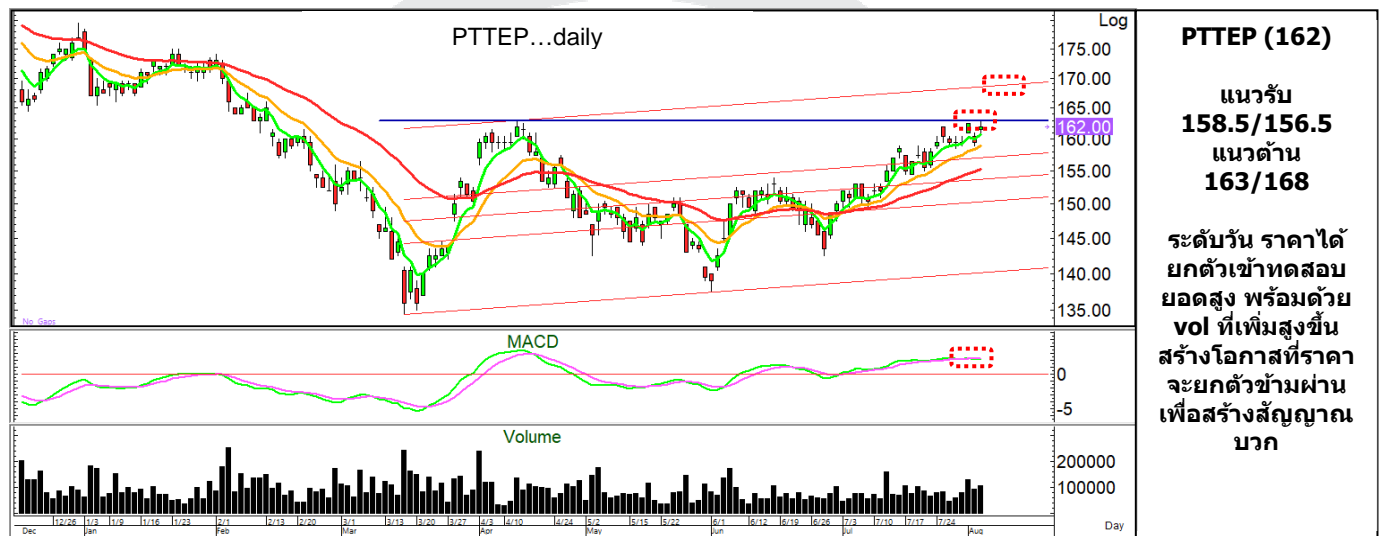 PTTEP...daily
Log
175.00
170.00
165.00
162.00
160.00
155.00
150.00
145.00
140.00
135.00
No Gaps
MACD
0
-5
Volume
200000
100000
12/26 1/3 1/9 1/16 1/23 2/1 2/13 2/20 3/1 3/13 3/20 3/27 4/3 4/10 4/24 5/2 5/15 5/22 6/1 6/12 6/19 6/26 7/3 7/10 7/17 7/24
Dec Jan Feb Mar Apr May Jun Jul Aug
Day
PTTEP (162)
แนวรับ
158.5/156.5
แนวต้าน
163/168
ระดับวัน ราคาได้
ยกตัวเข้าทดสอบ
ยอดสูง พร้อมด้วย
vol ที่เพิ่มสูงขึ้น
สร้างโอกาสที่ราคา
จะยกตัวข้ามผ่าน
เพื่อสร้างสัญญาณ
บวก